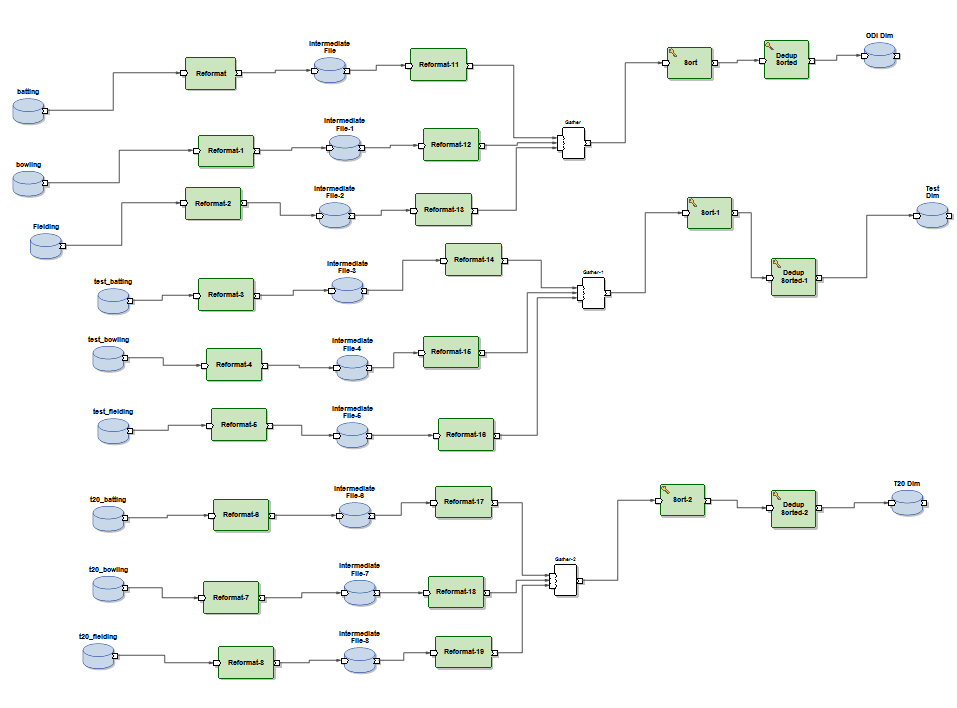 ODI Dim
Intermediate
File
Reformat
Reformat-11
Sort
Dedup
Sorted
batting
Intermediate
File-1
Gather
Reformat-1
Reformat-12
bowling
Intermediate
File-2
Reformat-2
Reformat-13
Test
Dim
Sort-1
Fielding
Intermediate
File-3
Reformat-14
test_batting
Reformat-3
Gather-1
Dedup
Sorted-1
test_bowling
Intermediate
File-4
Reformat-4
Reformat-15
test_fielding
Intermediate
File-5
Reformat-5
Reformat-16
t20_batting
Intermediate
File-6
Reformat-6
Reformat-17
Sort-2
Dedup
Sorted-2
T20 Dim
t20_bowling
Intermediate
File-7
Reformat-7
Reformat-18
Gather-2
t20_fielding
Intermediate
File-8
Reformat-8
Reformat-19